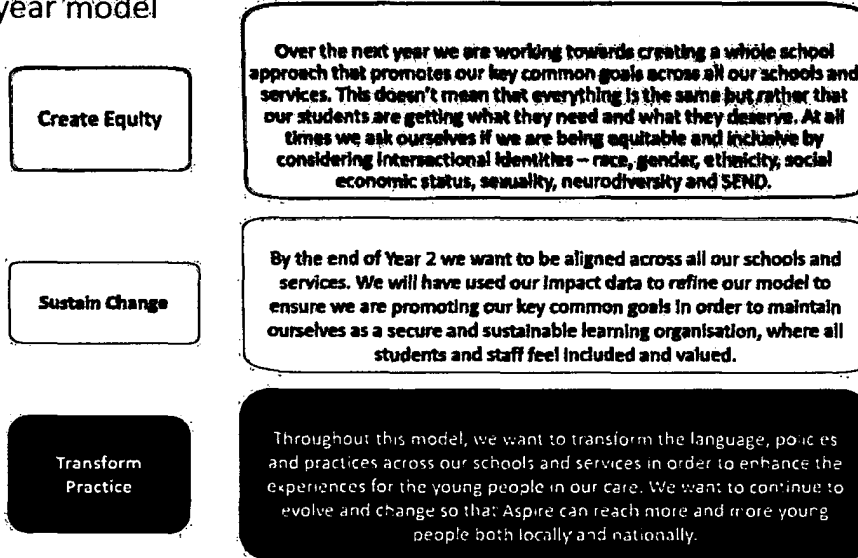 year model
Create Equity
Over the next year we are working towards creating a whole school
approach that promotes our key common goals across all our schools and
services. This doesn't mean that everything is the same but rather that
our students are getting what they need and what they deserve. At all
times we ask ourselves if we are being equitable and inclusive by
considering intersectional identities – race, gender, ethnicity, social
economic status, sexuality, neurodiversity and SEND.
Sustain Change
By the end of Year 2 we want to be aligned across all our schools and
services. We will have used our impact data to refine our model to
ensure we are promoting our key common goals in order to maintain
ourselves as a secure and sustainable learning organisation, where all
students and staff feel included and valued.
Transform
Practice
Throughout this model, we want to transform the language, policies
and practices across our schools and services in order to enhance the
experiences for the young people in our care. We want to continue to
evolve and change so that Aspire can reach more and more young
people both locally and nationally.